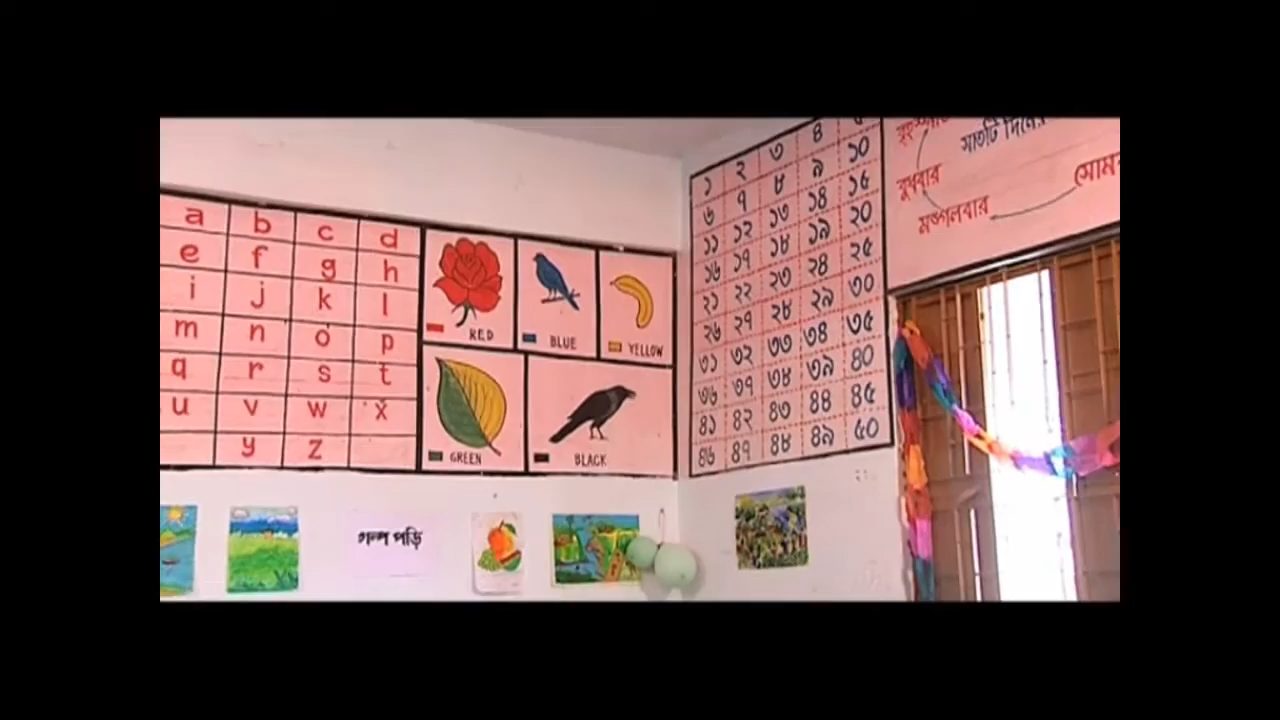 a b c d
e f g h
i j k l
m n o p
q r s t
u v w x
y z
RED
BLUE
YELLOW
GREEN
BLACK
গল্প পড়ি
১ ২ ৩ ৪
৬ ৭ ৮ ৯ ১০
১১ ১২ ১৩ ১৪ ১৫
১৬ ১৭ ১৮ ১৯ ২০
২১ ২২ ২৩ ২৪ ২৫
২৬ ২৭ ২৮ ২৯ ৩০
৩১ ৩২ ৩৩ ৩৪ ৩৫
৩৬ ৩৭ ৩৮ ৩৯ ৪০
৪১ ৪২ ৪৩ ৪৪ ৪৫
৪৬ ৪৭ ৪৮ ৪৯ ৫০
সাতটি দিনের
বুধবার
সোম
মঙ্গলবার